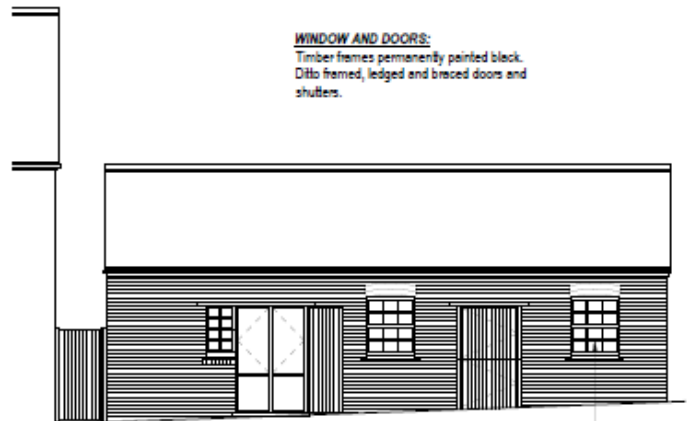 WINDOW AND DOORS:
Timber frames permanently painted black.
Ditto framed, ledged and braced doors and
shutters.